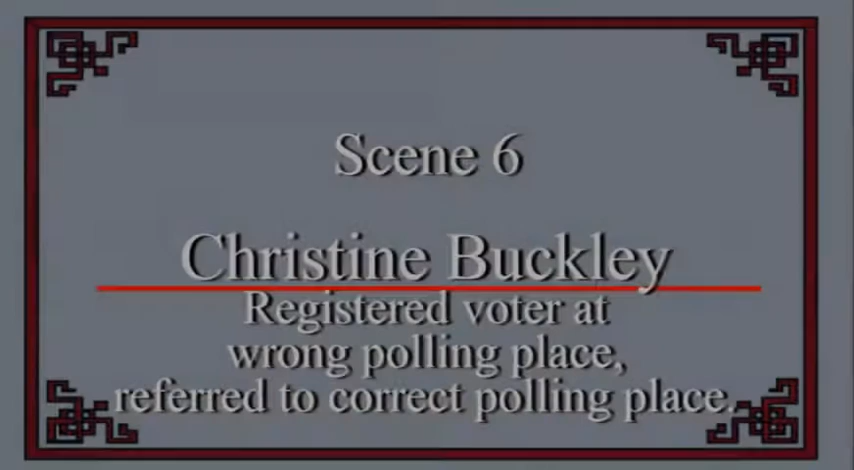 Scene 6
Christine Buckley
Registered voter at
wrong polling place,
referred to correct polling place.